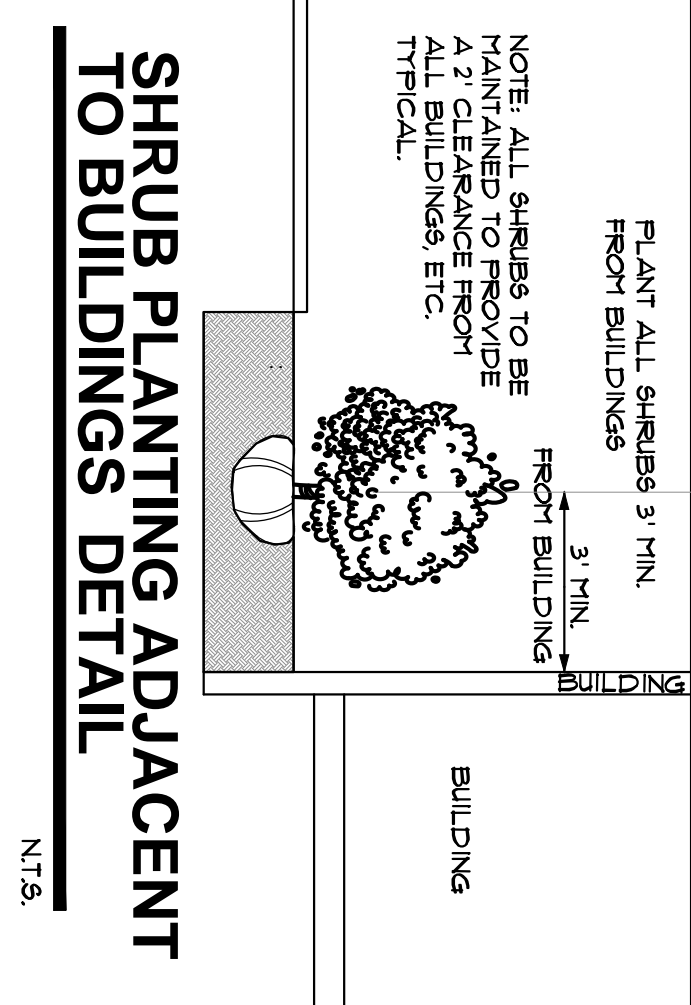 PLANT ALL SHRUBS 3' MIN.
FROM BUILDINGS
NOTE: ALL SHRUBS TO BE
MAINTAINED TO PROVIDE
A 2' CLEARANCE FROM
ALL BUILDINGS, ETC.
TYPICAL.
3' MIN.
FROM BUILDING
BUILDING
BUILDING
SHRUB PLANTING ADJACENT
TO BUILDINGS DETAIL
N.T.S.